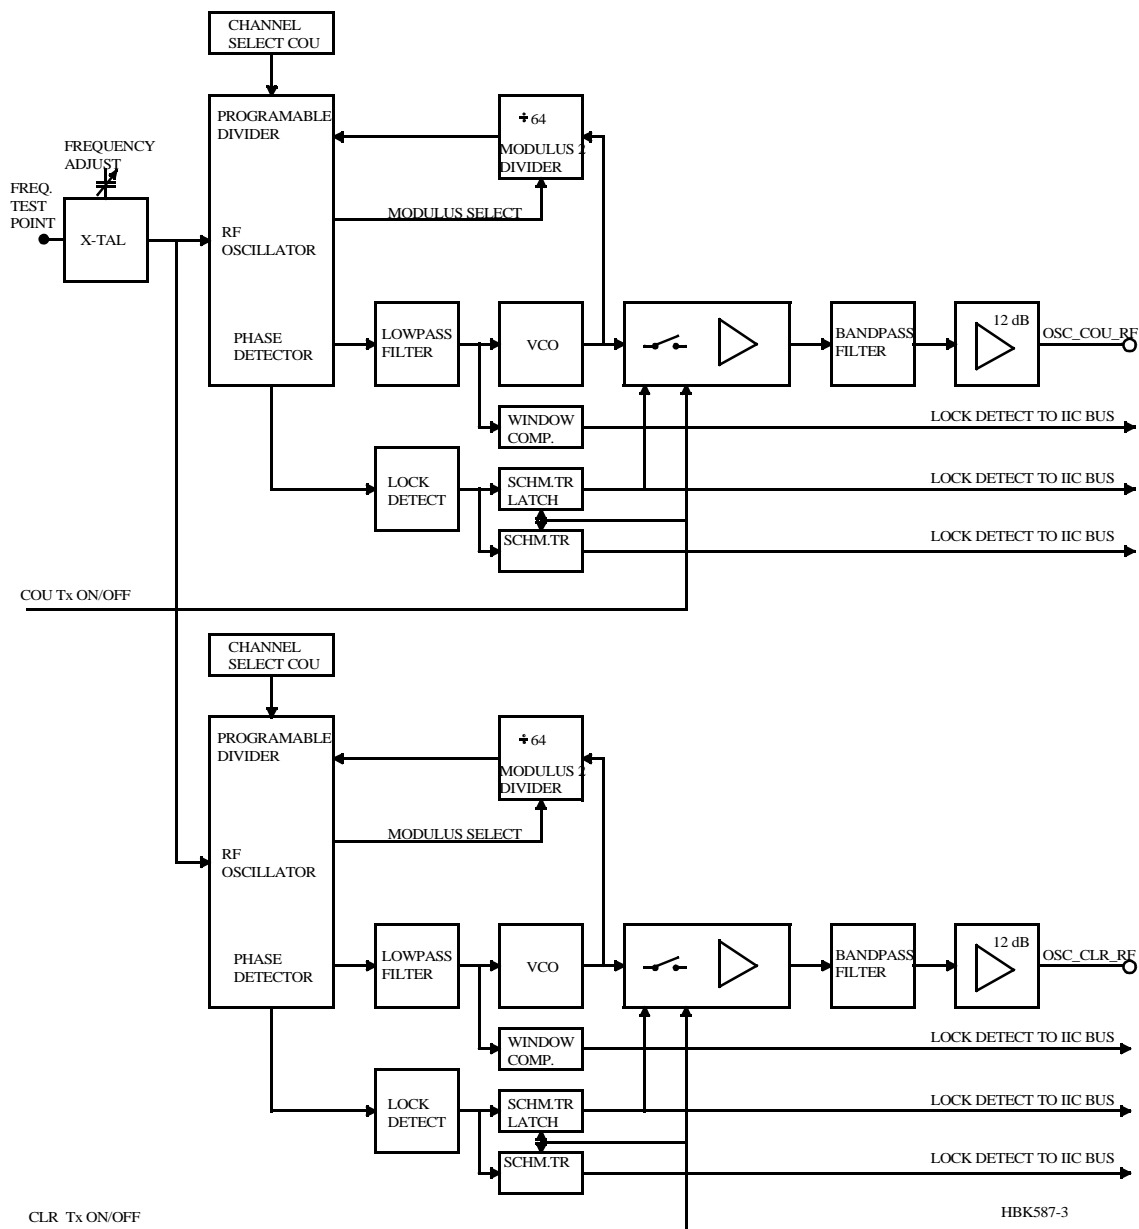 CHANNEL
SELECT COU
PROGRAMABLE
DIVIDER
÷ 64
MODULUS 2
DIVIDER
FREQUENCY
ADJUST
FREQ.
TEST
POINT
X-TAL
MODULUS SELECT
RF
OSCILLATOR
PHASE
DETECTOR
LOWPASS
FILTER
VCO
BANDPASS
FILTER
12 dB
OSC_COU_RF
WINDOW
COMP.
LOCK DETECT TO IIC BUS
LOCK
DETECT
SCHM.TR
LATCH
LOCK DETECT TO IIC BUS
SCHM.TR
LOCK DETECT TO IIC BUS
COU Tx ON/OFF
CHANNEL
SELECT COU
PROGRAMABLE
DIVIDER
÷ 64
MODULUS 2
DIVIDER
MODULUS SELECT
RF
OSCILLATOR
PHASE
DETECTOR
LOWPASS
FILTER
VCO
BANDPASS
FILTER
12 dB
OSC_CLR_RF
WINDOW
COMP.
LOCK DETECT TO IIC BUS
LOCK
DETECT
SCHM.TR
LATCH
LOCK DETECT TO IIC BUS
SCHM.TR
LOCK DETECT TO IIC BUS
CLR Tx ON/OFF
HBK587-3